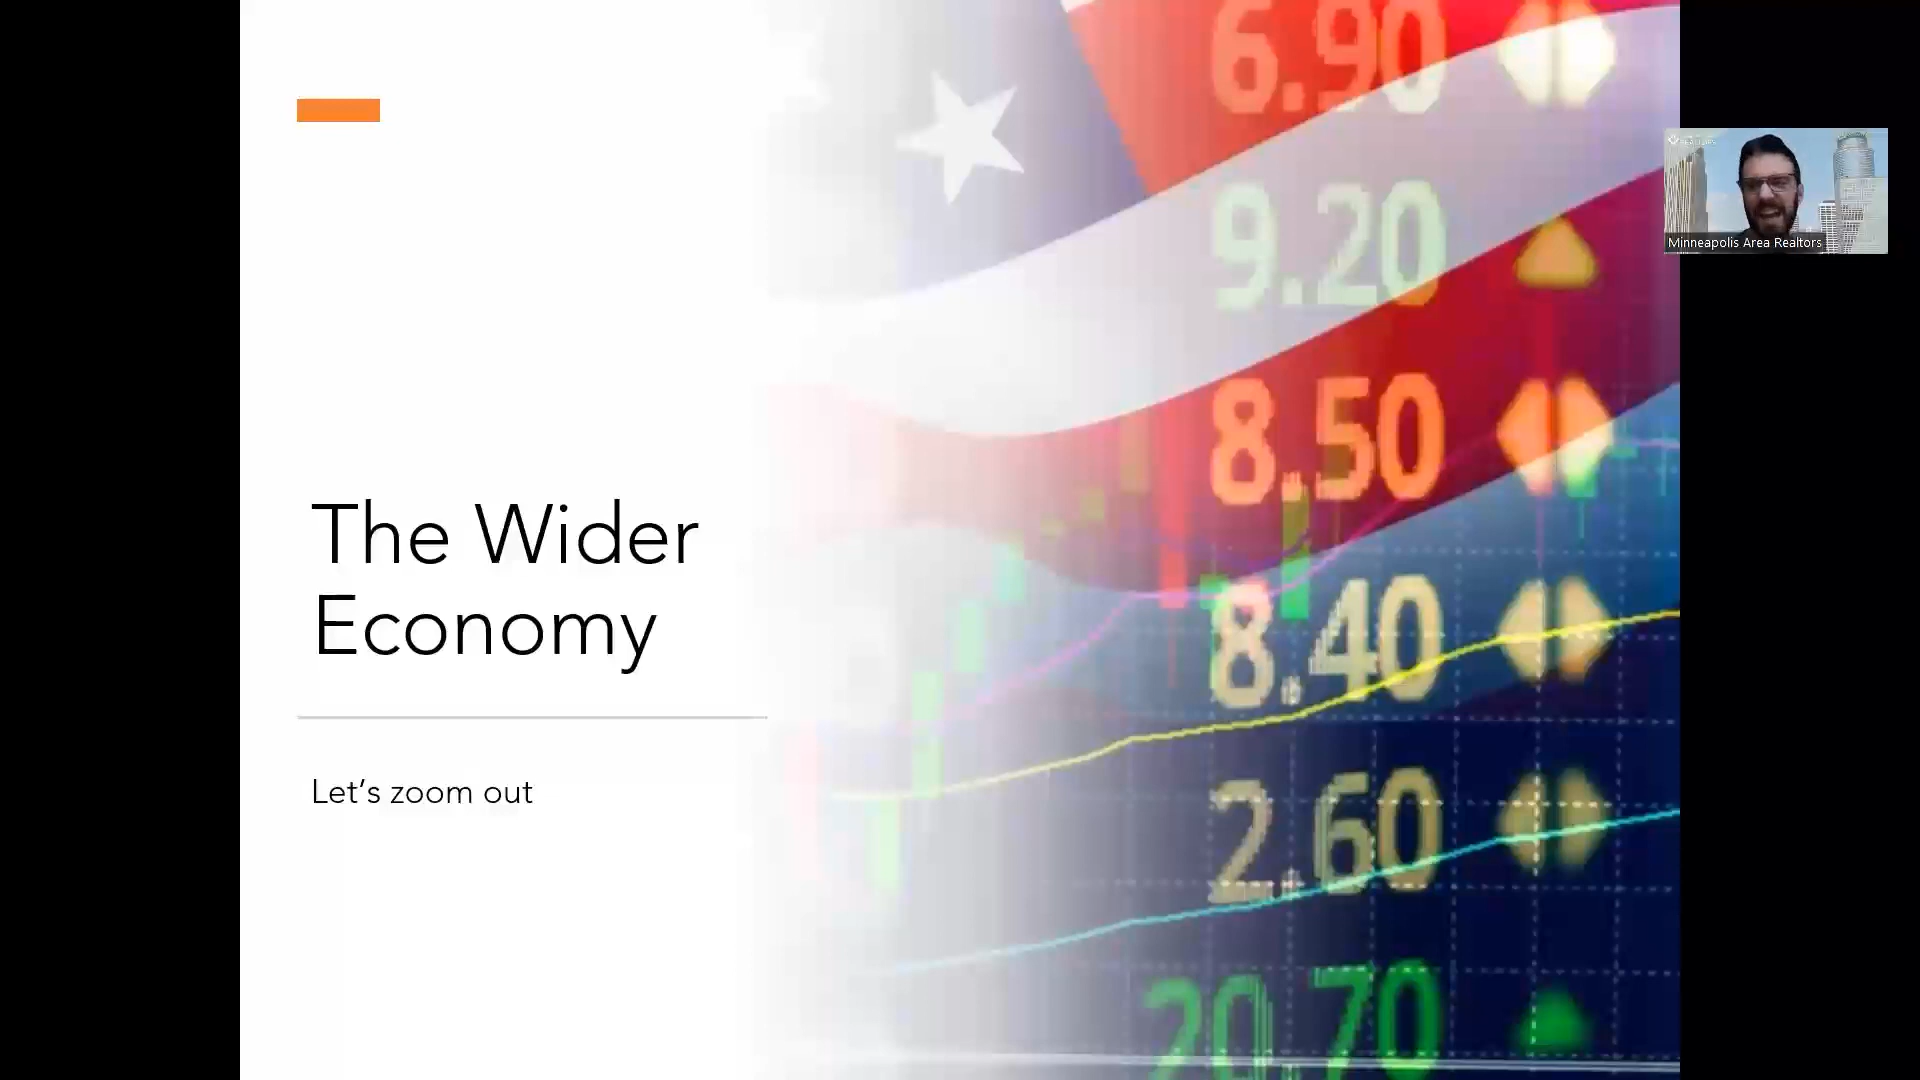 The Wider
Economy
Let's zoom out
6.90
9.20
8.50
8.40
2.60
20.70
Minneapolis Area Realtors